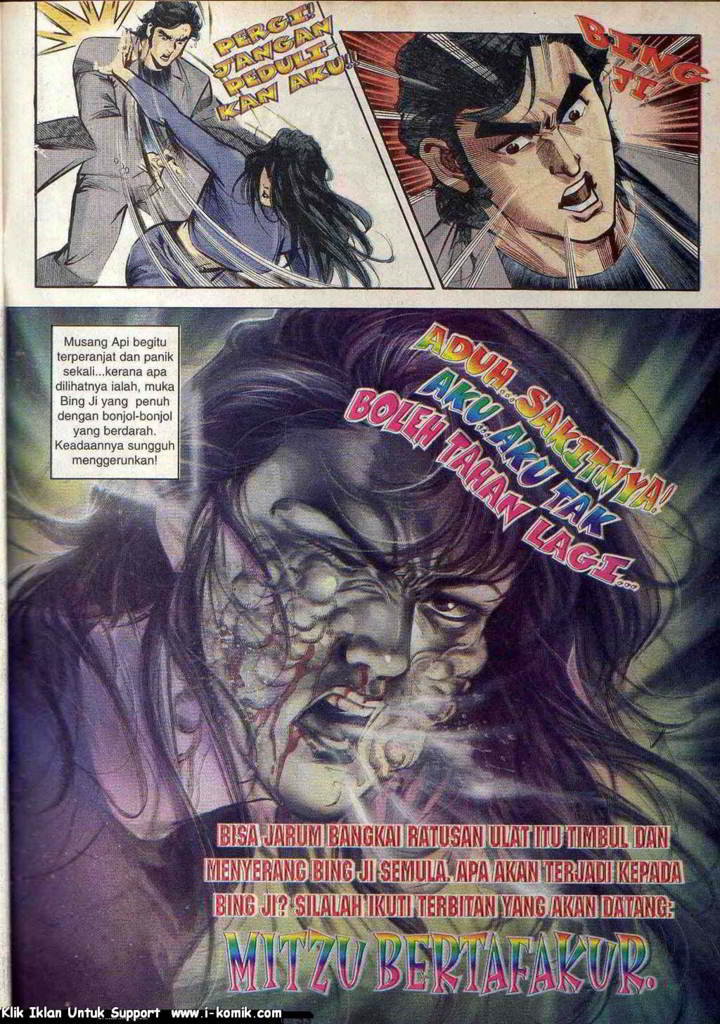 PERGI!
JANGAN
PEDULI-
KAN AKU!!
BING
JI
Musang Api begitu
terperanjat dan panik
sekali...kerana apa
dilihatnya ialah, muka
Bing Ji yang penuh
dengan bonjol-bonjol
yang berdarah.
Keadaannya sungguh
menggerunkan!
ADUH...SAKITNYA!
AKU...AKU TAK
BOLEH TAHAN LAGI...
BISA JARUM BANGKAI RATUSAN ULAT ITU TIMBUL DAN
MENYERANG BING JI SEMULA. APA AKAN TERJADI KEPADA
BING JI? SILALAH IKUTI TERBITAN YANG AKAN DATANG:
MITZU BERTAFAKUR.
Klik Iklan Untuk Support www.i-komik.com